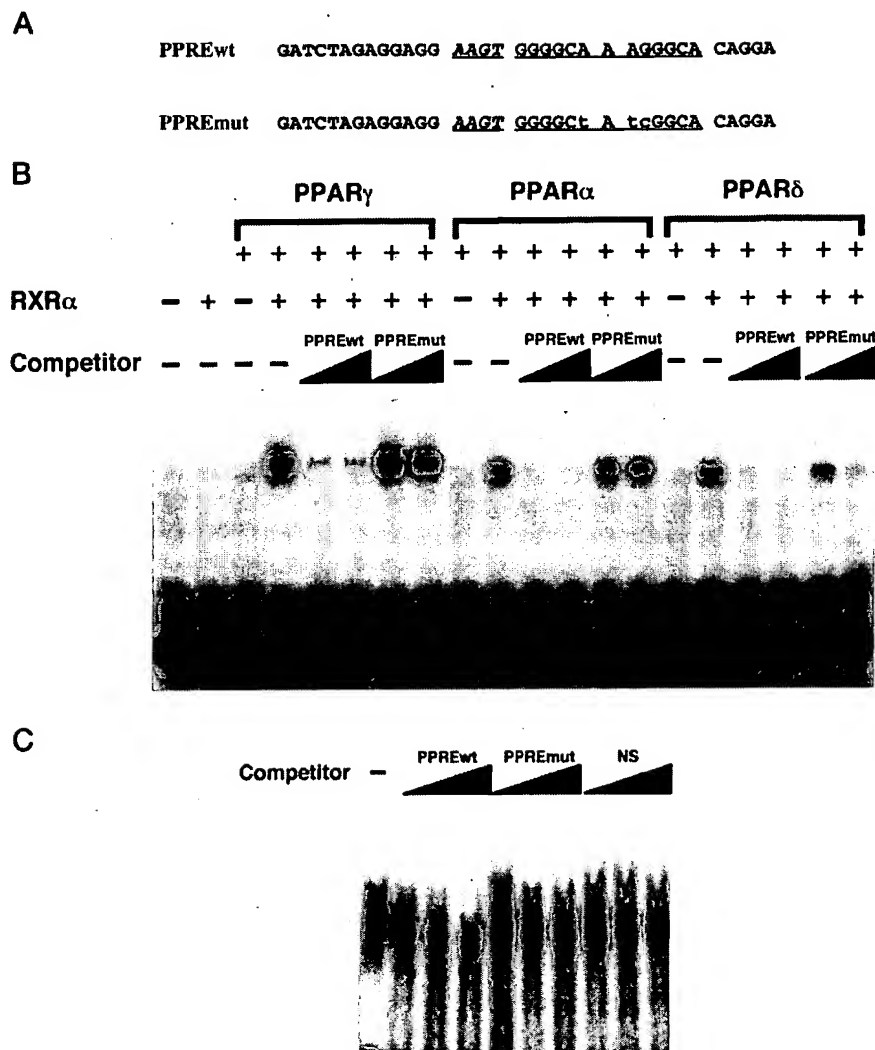 A
PPREwt GATCTAGAGGAGG AAGT GGGGCA A AGGGCA CAGGA
PPREmut GATCTAGAGGAGG AAGT GGGGCt A tcGGCA CAGGA
B
PPARγ PPARα PPARδ
+ + + + + + + + + + + + + + + + + +
RXRα − + − + + + + + − + + + + + − + + + + +
PPREwt PPREmut PPREwt PPREmut PPREwt PPREmut
Competitor − − − − − − − −
C
PPREwt PPREmut NS
Competitor −